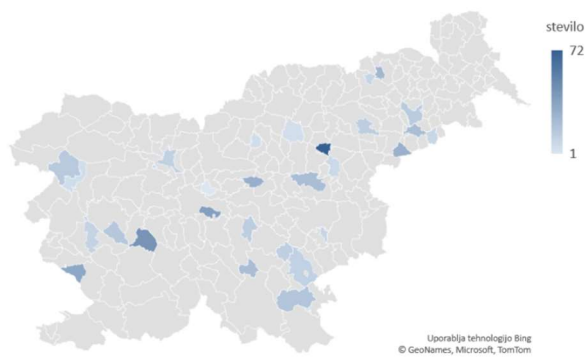 stevilo
72
1
Uporablja tehnologijo Bing
© GeoNames, Microsoft, TomTom